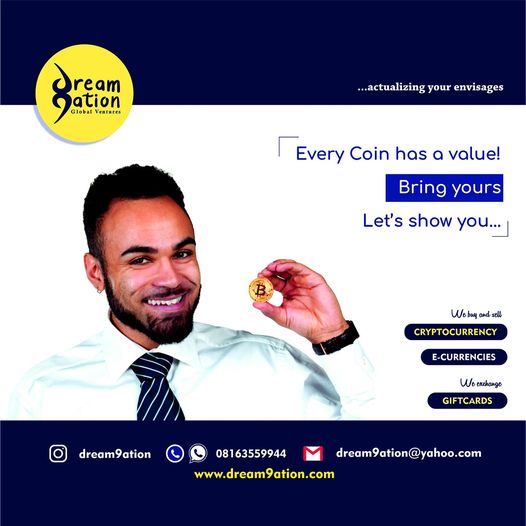 Dream
9ation
Global Ventures
...actualizing your envisages
Every Coin has a value!
Bring yours
Let's show you...
B
We buy and sell
CRYPTOCURRENCY
E-CURRENCIES
We exchange
GIFTCARDS
dream9ation 08163559944 dream9ation@yahoo.com
www.dream9ation.com